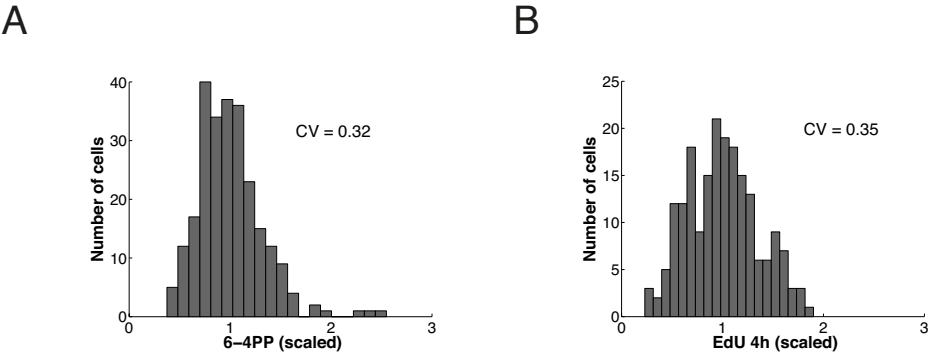 A
B
Number of cells
40
30
20
10
0
CV = 0.32
0
1
2
3
6–4PP (scaled)
Number of cells
25
20
15
10
5
0
CV = 0.35
0
1
2
3
EdU 4h (scaled)